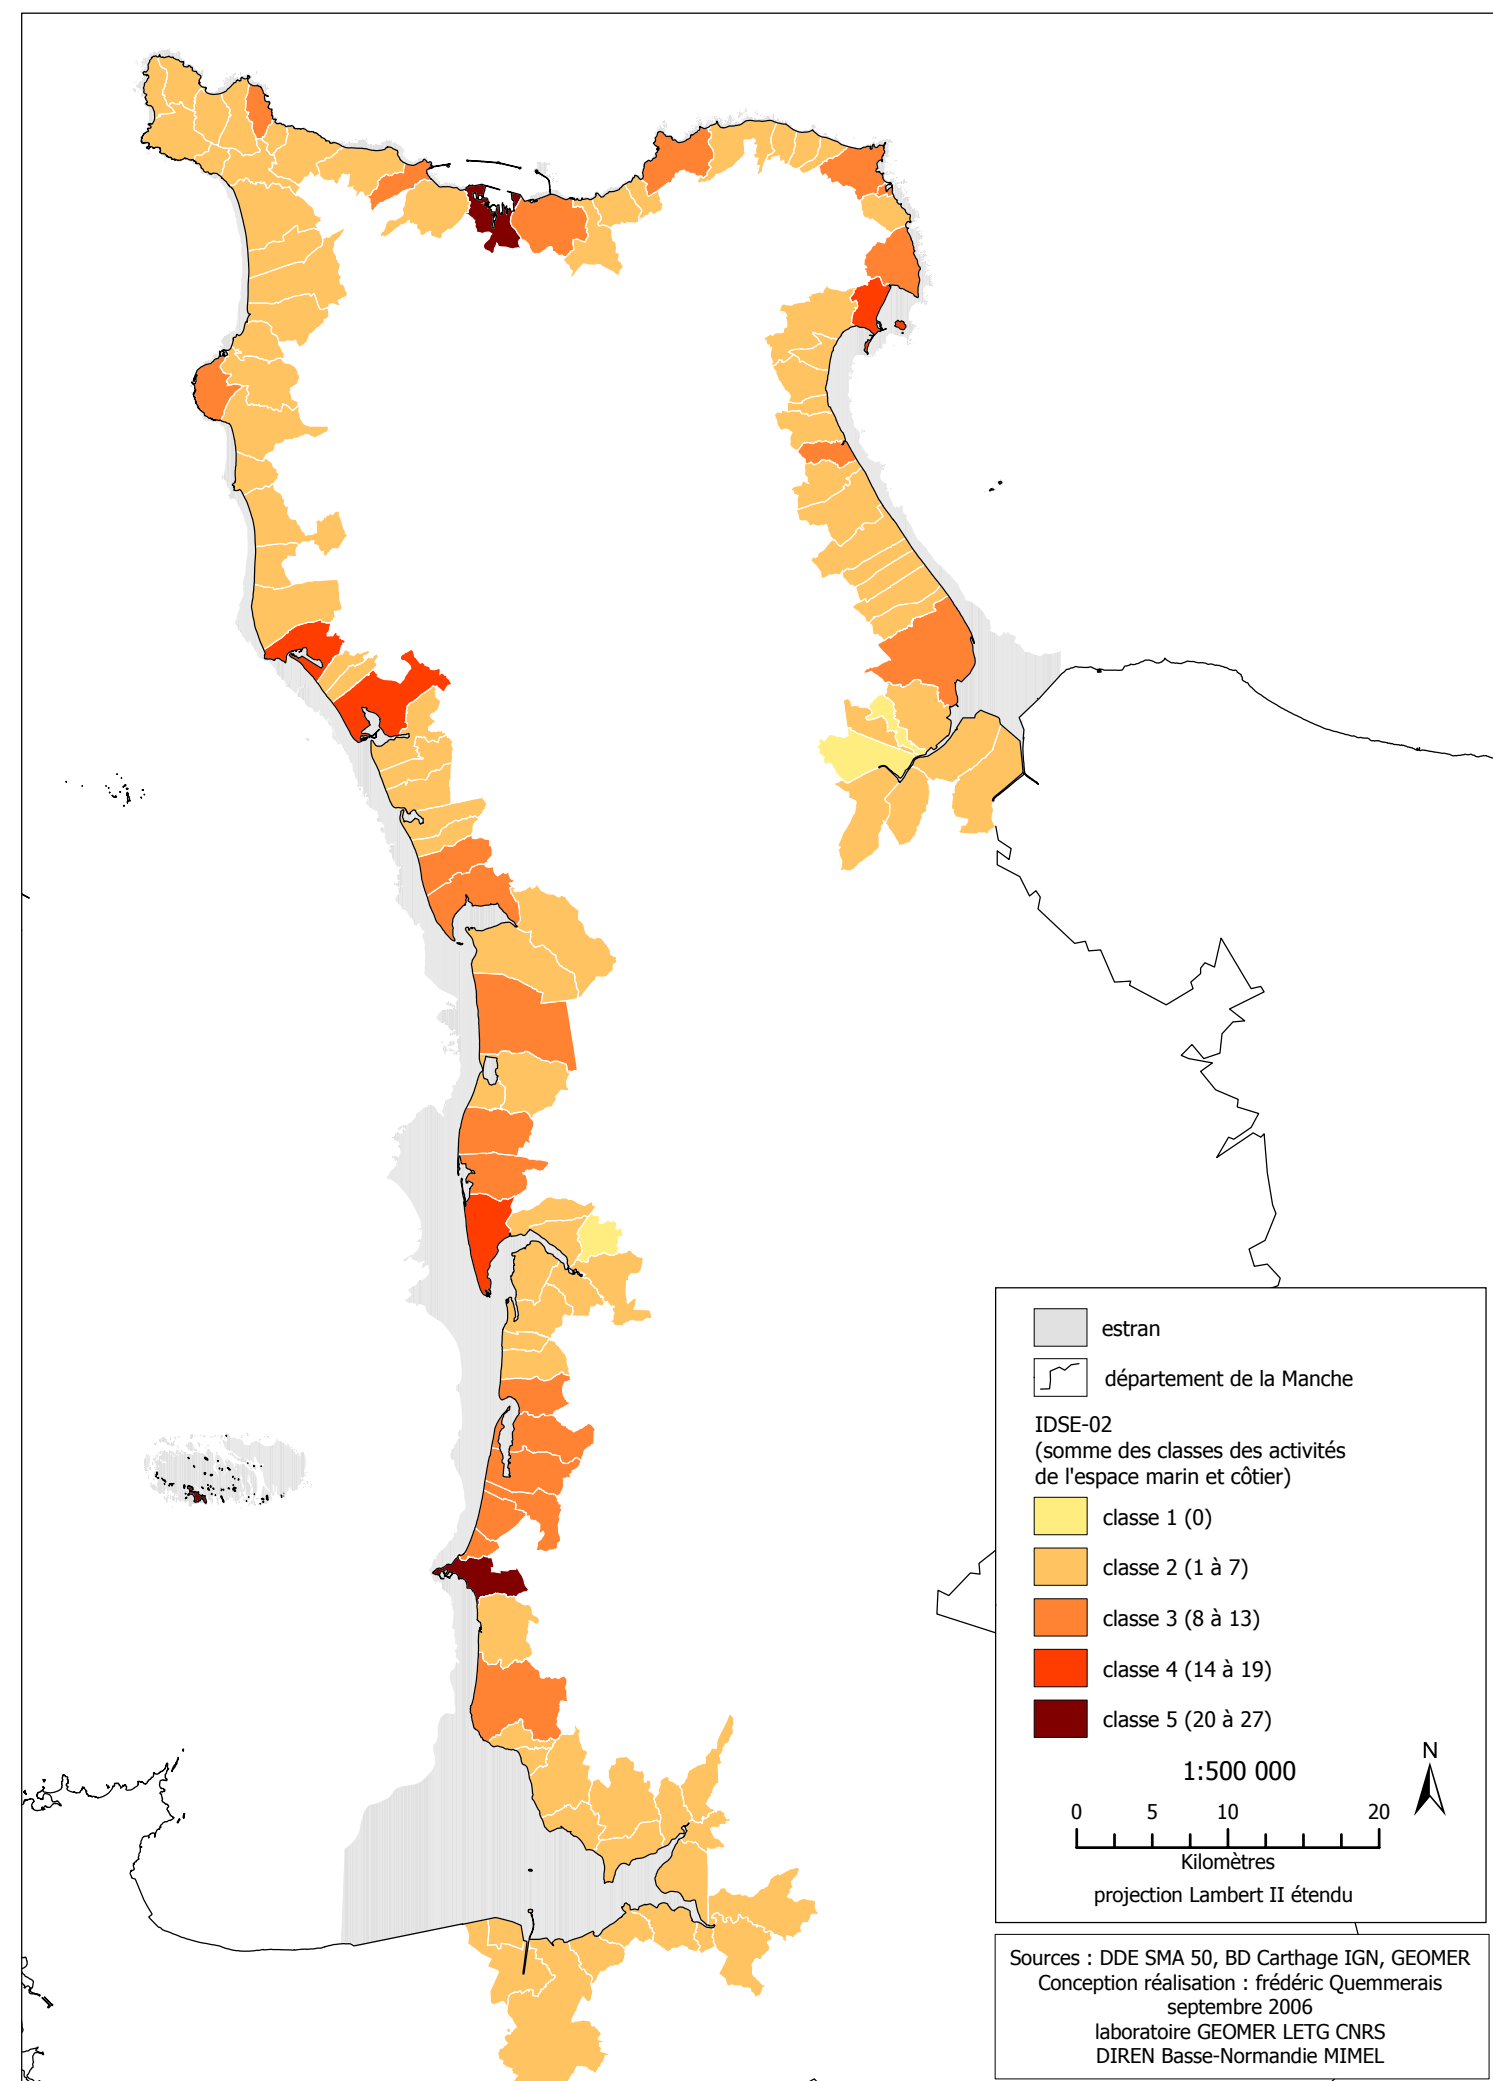 estran
département de la Manche
IDSE-02
(somme des classes des activités
de l'espace marin et côtier)
classe 1 (0)
classe 2 (1 à 7)
classe 3 (8 à 13)
classe 4 (14 à 19)
classe 5 (20 à 27)
1:500 000
N
0 5 10 20
Kilomètres
projection Lambert II étendu
Sources : DDE SMA 50, BD Carthage IGN, GEOMER
Conception réalisation : frédéric Quemmerais
septembre 2006
laboratoire GEOMER LETG CNRS
DIREN Basse-Normandie MIMEL